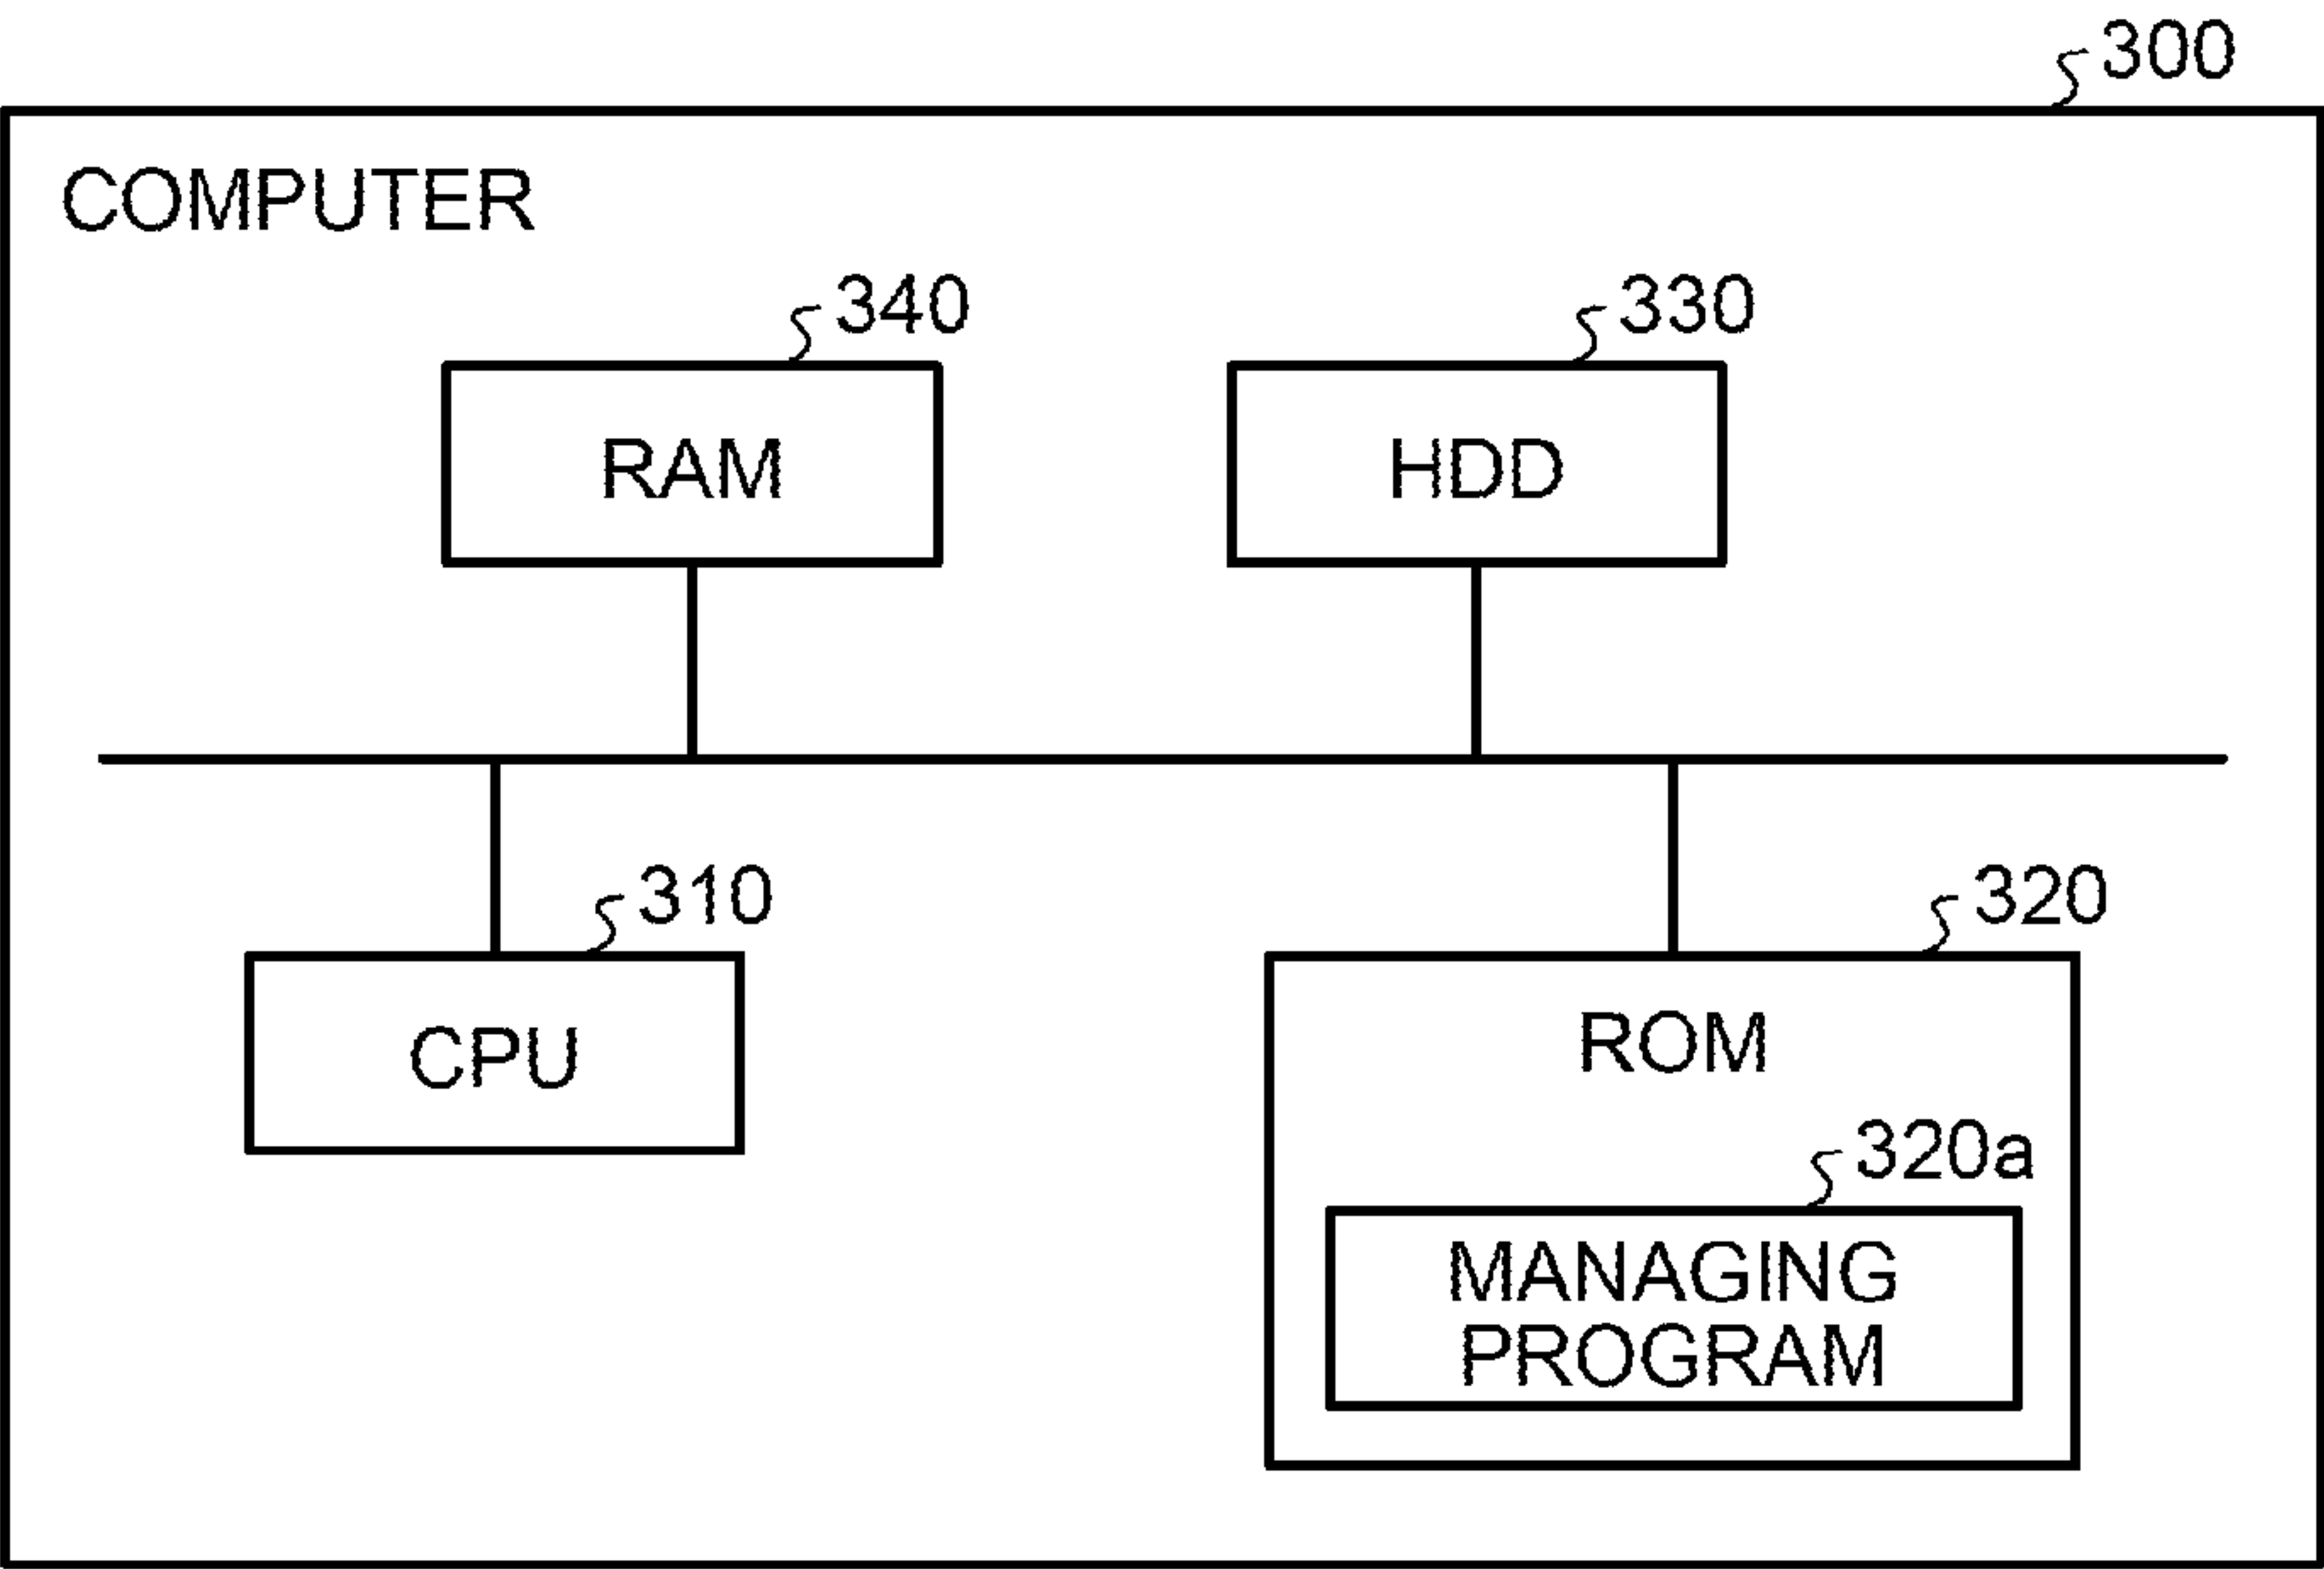 300
COMPUTER
340
330
RAM
HDD
310
320
CPU
ROM
320a
MANAGING
PROGRAM